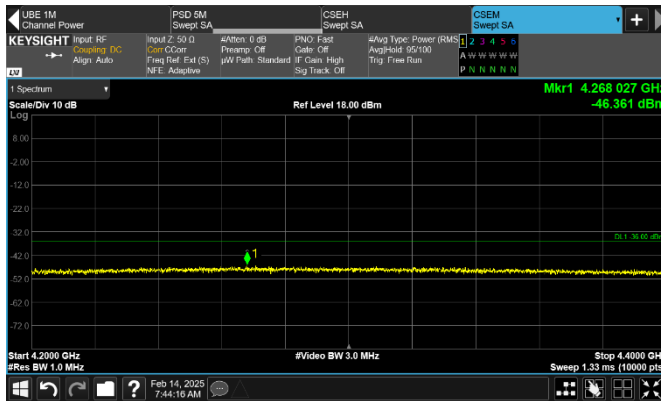 UBE 1M
Channel Power
PSD 5M
Swept SA
CSEH
Swept SA
CSEM
Swept SA
+
KEYSIGHT
Input: RF
Coupling: DC
Align: Auto
Input Z: 50 Ω
Corr CCorr
Freq Ref: Ext (S)
NFE: Adaptive
#Atten: 0 dB
Preamp: Off
µW Path: Standard
PNO: Fast
Gate: Off
IF Gain: High
Sig Track: Off
#Avg Type: Power (RMS
Avg|Hold: 95/100
Trig: Free Run
1 2 3 4 5 6
A W W W W W
P N N N N N
LXI
1 Spectrum
Scale/Div 10 dB
Ref Level 18.00 dBm
Mkr1 4.268 027 GHz
-46.361 dBm
Log
8.00
-2.00
-12.0
-22.0
-32.0
DL1 -36.00 dBm
-42.0
1
-52.0
-62.0
-72.0
Start 4.2000 GHz
#Video BW 3.0 MHz
Stop 4.4000 GHz
#Res BW 1.0 MHz
Sweep 1.33 ms (10000 pts
?
Feb 14, 2025
7:44:16 AM